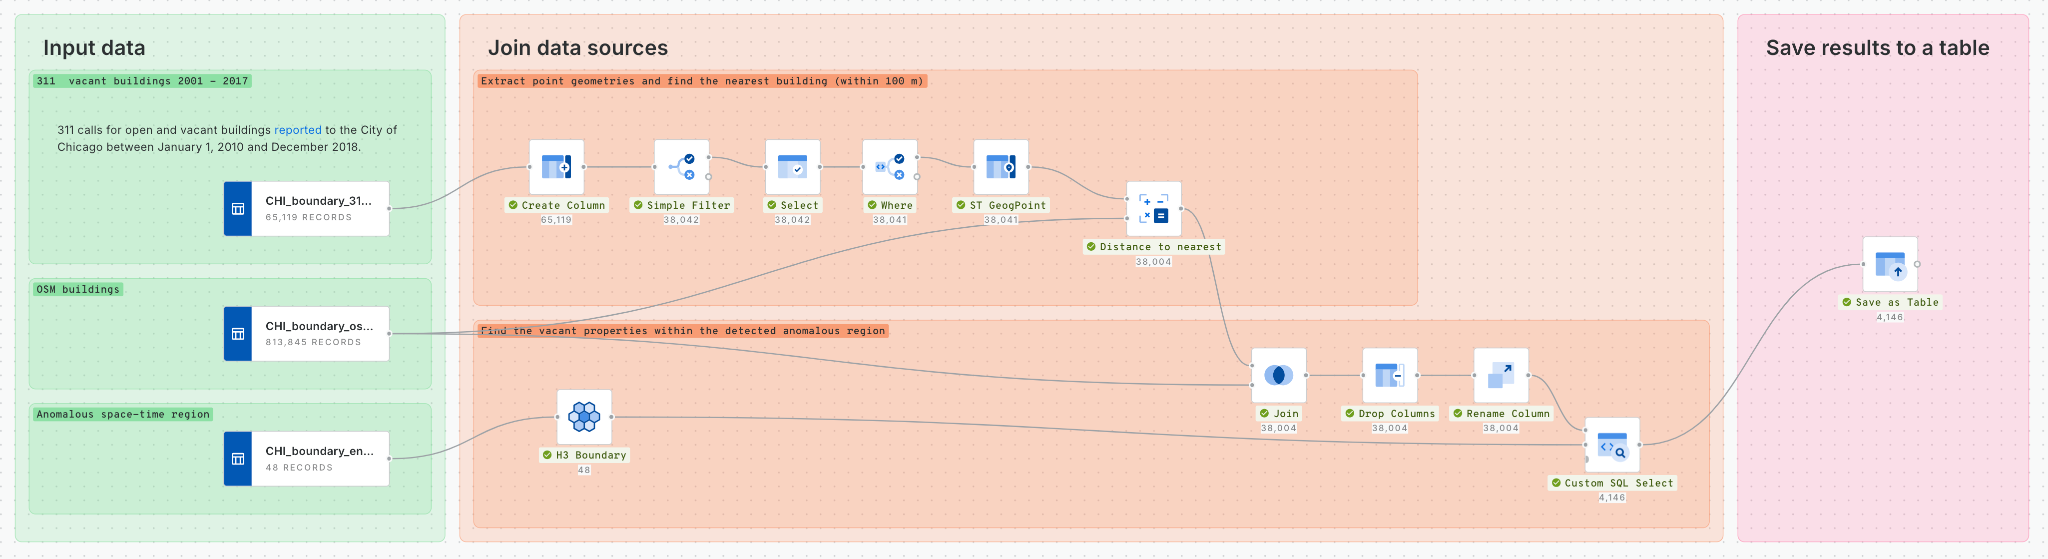 Input data
311 vacant buildings 2001 - 2017
311 calls for open and vacant buildings reported to the City of
Chicago between January 1, 2010 and December 2018.
CHI_boundary_31...
65,119 RECORDS
OSM buildings
CHI_boundary_os...
813,845 RECORDS
Anomalous space-time region
CHI_boundary_en...
48 RECORDS
Join data sources
Extract point geometries and find the nearest building (within 100 m)
Create Column
65,119
Simple Filter
38,042
Select
38,042
Where
38,041
ST GeogPoint
38,041
Distance to nearest
38,004
Find the vacant properties within the detected anomalous region
H3 Boundary
48
Join
38,004
Drop Columns
38,004
Rename Column
38,004
Custom SQL Select
4,146
Save results to a table
Save as Table
4,146